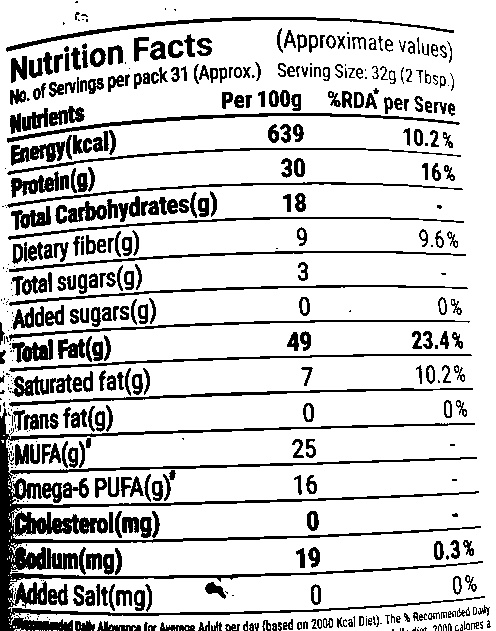 Nutrition Facts (Approximate values)
No. of Servings per pack 31 (Approx.) Serving Size: 32g (2 Tbsp.)
Nutrients Per 100g %RDA* per Serve
Energy(kcal) 639 10.2%
Protein(g) 30 16%
Total Carbohydrates(g) 18 -
Dietary fiber(g) 9 9.6%
Total sugars(g) 3 -
Added sugars(g) 0 0%
Total Fat(g) 49 23.4%
Saturated fat(g) 7 10.2%
Trans fat(g) 0 0%
MUFA(g)# 25 -
Omega-6 PUFA(g)# 16 -
Cholesterol(mg) 0 -
Sodium(mg) 19 0.3%
Added Salt(mg) 0 0%
Recommended Daily Allowance for Average Adult per day (based on 2000 Kcal Diet). The % Recommended Daily
2000 calories a